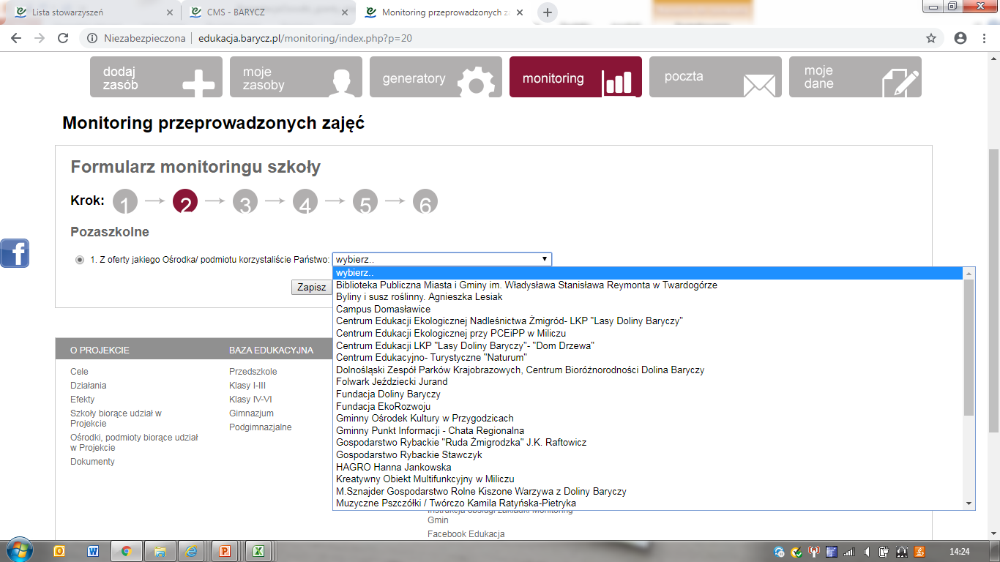 Lista stowarzyszeń
CMS - BARYCZ
Monitoring przeprowadzonych z
Niezabezpieczona
edukacja.barycz.pl/monitoring/index.php?p=20
dodaj
zasób
moje
zasoby
generatory
monitoring
poczta
moje
dane
Monitoring przeprowadzonych zajęć
Formularz monitoringu szkoły
Krok: 1 2 3 4 5 6
Pozaszkolne
1. Z oferty jakiego Ośrodka/ podmiotu korzystaliście Państwo: wybierz..
Zapisz
wybierz..
Biblioteka Publiczna Miasta i Gminy im. Władysława Stanisława Reymonta w Twardogórze
Byliny i susz roślinny. Agnieszka Lesiak
Campus Domasławice
Centrum Edukacji Ekologicznej Nadleśnictwa Żmigród- LKP "Lasy Doliny Baryczy"
Centrum Edukacji Ekologicznej przy PCEiPP w Miliczu
Centrum Edukacji LKP "Lasy Doliny Baryczy"- "Dom Drzewa"
Centrum Edukacyjno- Turystyczne "Naturum"
Dolnośląski Zespół Parków Krajobrazowych, Centrum Bioróżnorodności Dolina Baryczy
Folwark Jeździecki Jurand
Fundacja Doliny Baryczy
Fundacja EkoRozwoju
Gminny Ośrodek Kultury w Przygodzicach
Gminny Punkt Informacji - Chata Regionalna
Gospodarstwo Rybackie "Ruda Żmigrodzka" J.K. Raftowicz
Gospodarstwo Rybackie Stawczyk
HAGRO Hanna Jankowska
Kreatywny Obiekt Multifunkcyjny w Miliczu
M.Sznajder Gospodarstwo Rolne Kiszone Warzywa z Doliny Baryczy
Muzyczne Pszczółki / Twórczo Kamila Ratyńska-Pietryka
O PROJEKCIE
Cele
Działania
Efekty
Szkoły biorące udział w
Projekcie
Ośrodki, podmioty biorące udział
w Projekcie
Dokumenty
BAZA EDUKACYJNA
Przedszkole
Klasy I-III
Klasy IV-VI
Gimnazjum
Podgimnazjalne
Instrukcja obsługi zakładki Monitoring
Gmin
Facebook Edukacja
14:24